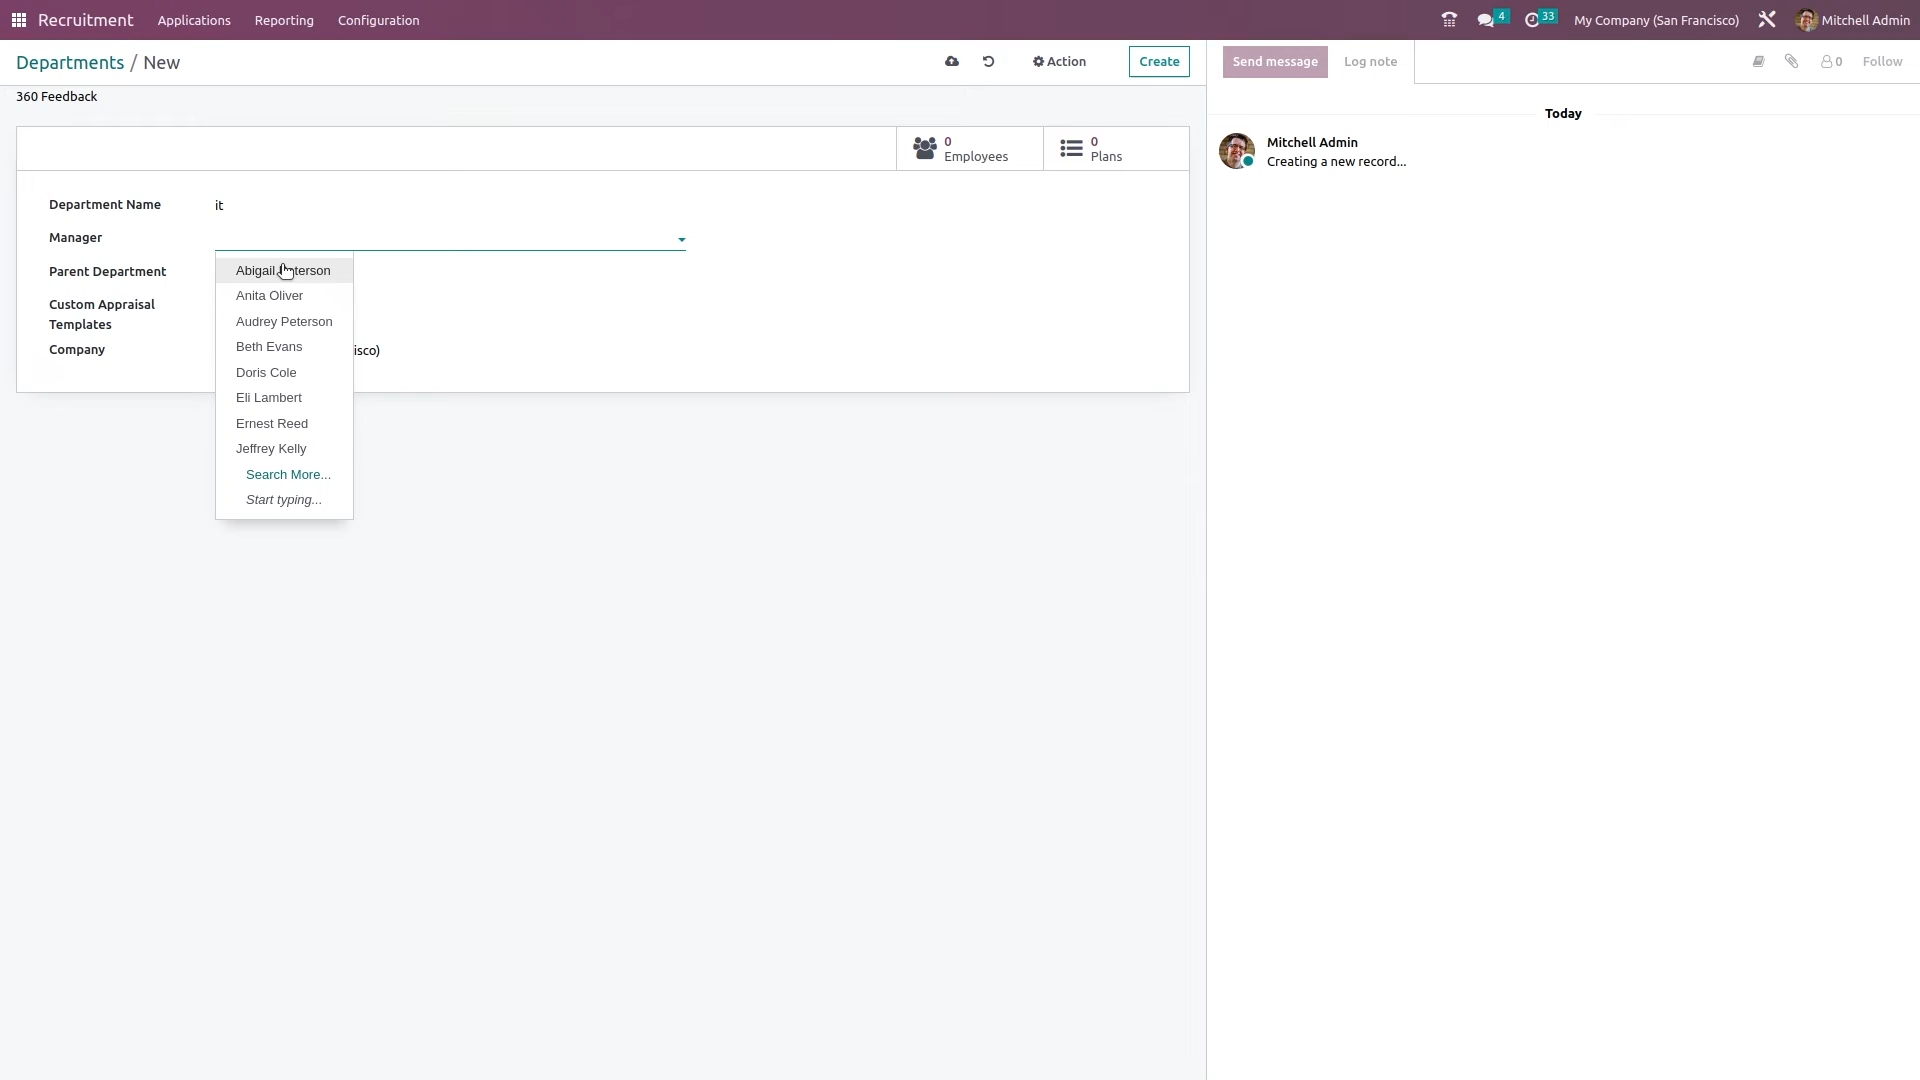 Recruitment Applications Reporting Configuration 4 33 My Company (San Francisco) Mitchell Admin
Departments / New Action Create Send message Log note 0 Follow
360 Feedback
Today
0 Employees
0 Plans
Mitchell Admin
Creating a new record...
Department Name it
Manager
Parent Department
Custom Appraisal
Templates
Company isco)
Abigail terson
Anita Oliver
Audrey Peterson
Beth Evans
Doris Cole
Eli Lambert
Ernest Reed
Jeffrey Kelly
Search More...
Start typing...